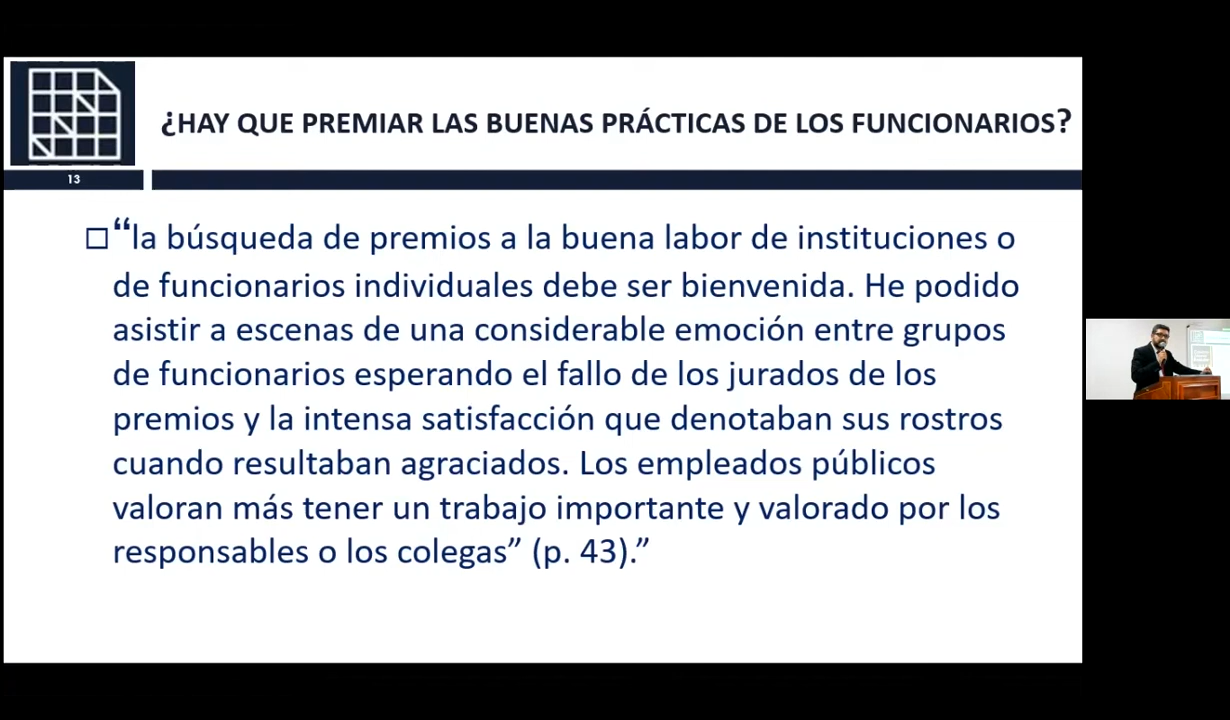 ¿HAY QUE PREMIAR LAS BUENAS PRÁCTICAS DE LOS FUNCIONARIOS?
13
“la búsqueda de premios a la buena labor de instituciones o
de funcionarios individuales debe ser bienvenida. He podido
asistir a escenas de una considerable emoción entre grupos
de funcionarios esperando el fallo de los jurados de los
premios y la intensa satisfacción que denotaban sus rostros
cuando resultaban agraciados. Los empleados públicos
valoran más tener un trabajo importante y valorado por los
responsables o los colegas” (p. 43).”